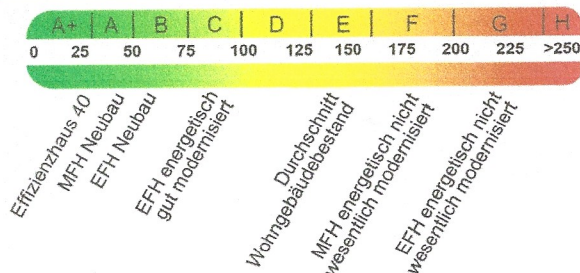 A+ A B C D E F G H
0 25 50 75 100 125 150 175 200 225 >250
Effizienzhaus 40
MFH Neubau
EFH Neubau
EFH energetisch
gut modernisiert
Durchschnitt
Wohngebäudebestand
MFH energetisch nicht
wesentlich modernisiert
EFH energetisch nicht
wesentlich modernisiert